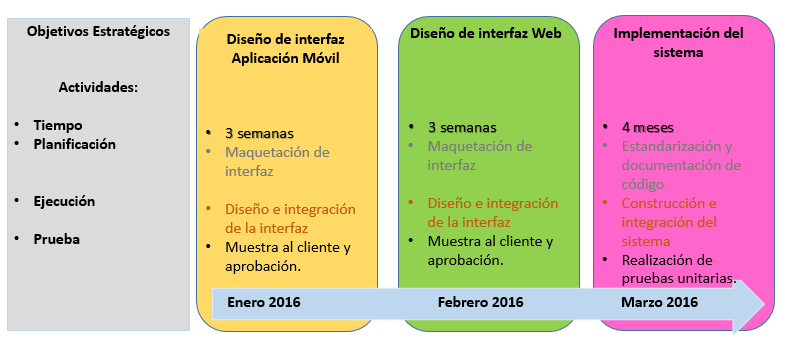 Objetivos Estratégicos
Actividades:
• Tiempo
• Planificación
• Ejecución
• Prueba
Diseño de interfaz
Aplicación Móvil
• 3 semanas
• Maquetación de
interfaz
• Diseño e integración
de la interfaz
• Muestra al cliente y
aprobación.
Enero 2016
Diseño de interfaz Web
• 3 semanas
• Maquetación de
interfaz
• Diseño e integración
de la interfaz
• Muestra al cliente y
aprobación.
Febrero 2016
Implementación del
sistema
• 4 meses
• Estandarización y
documentación de
código
• Construcción e
integración del
sistema
• Realización de
pruebas unitarias.
Marzo 2016